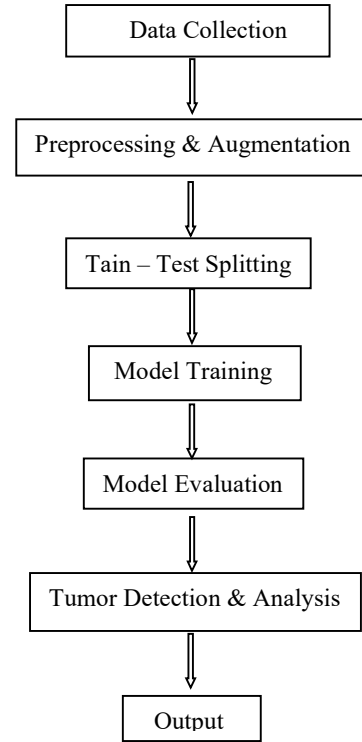 Data Collection
Preprocessing & Augmentation
Tain – Test Splitting
Model Training
Model Evaluation
Tumor Detection & Analysis
Output